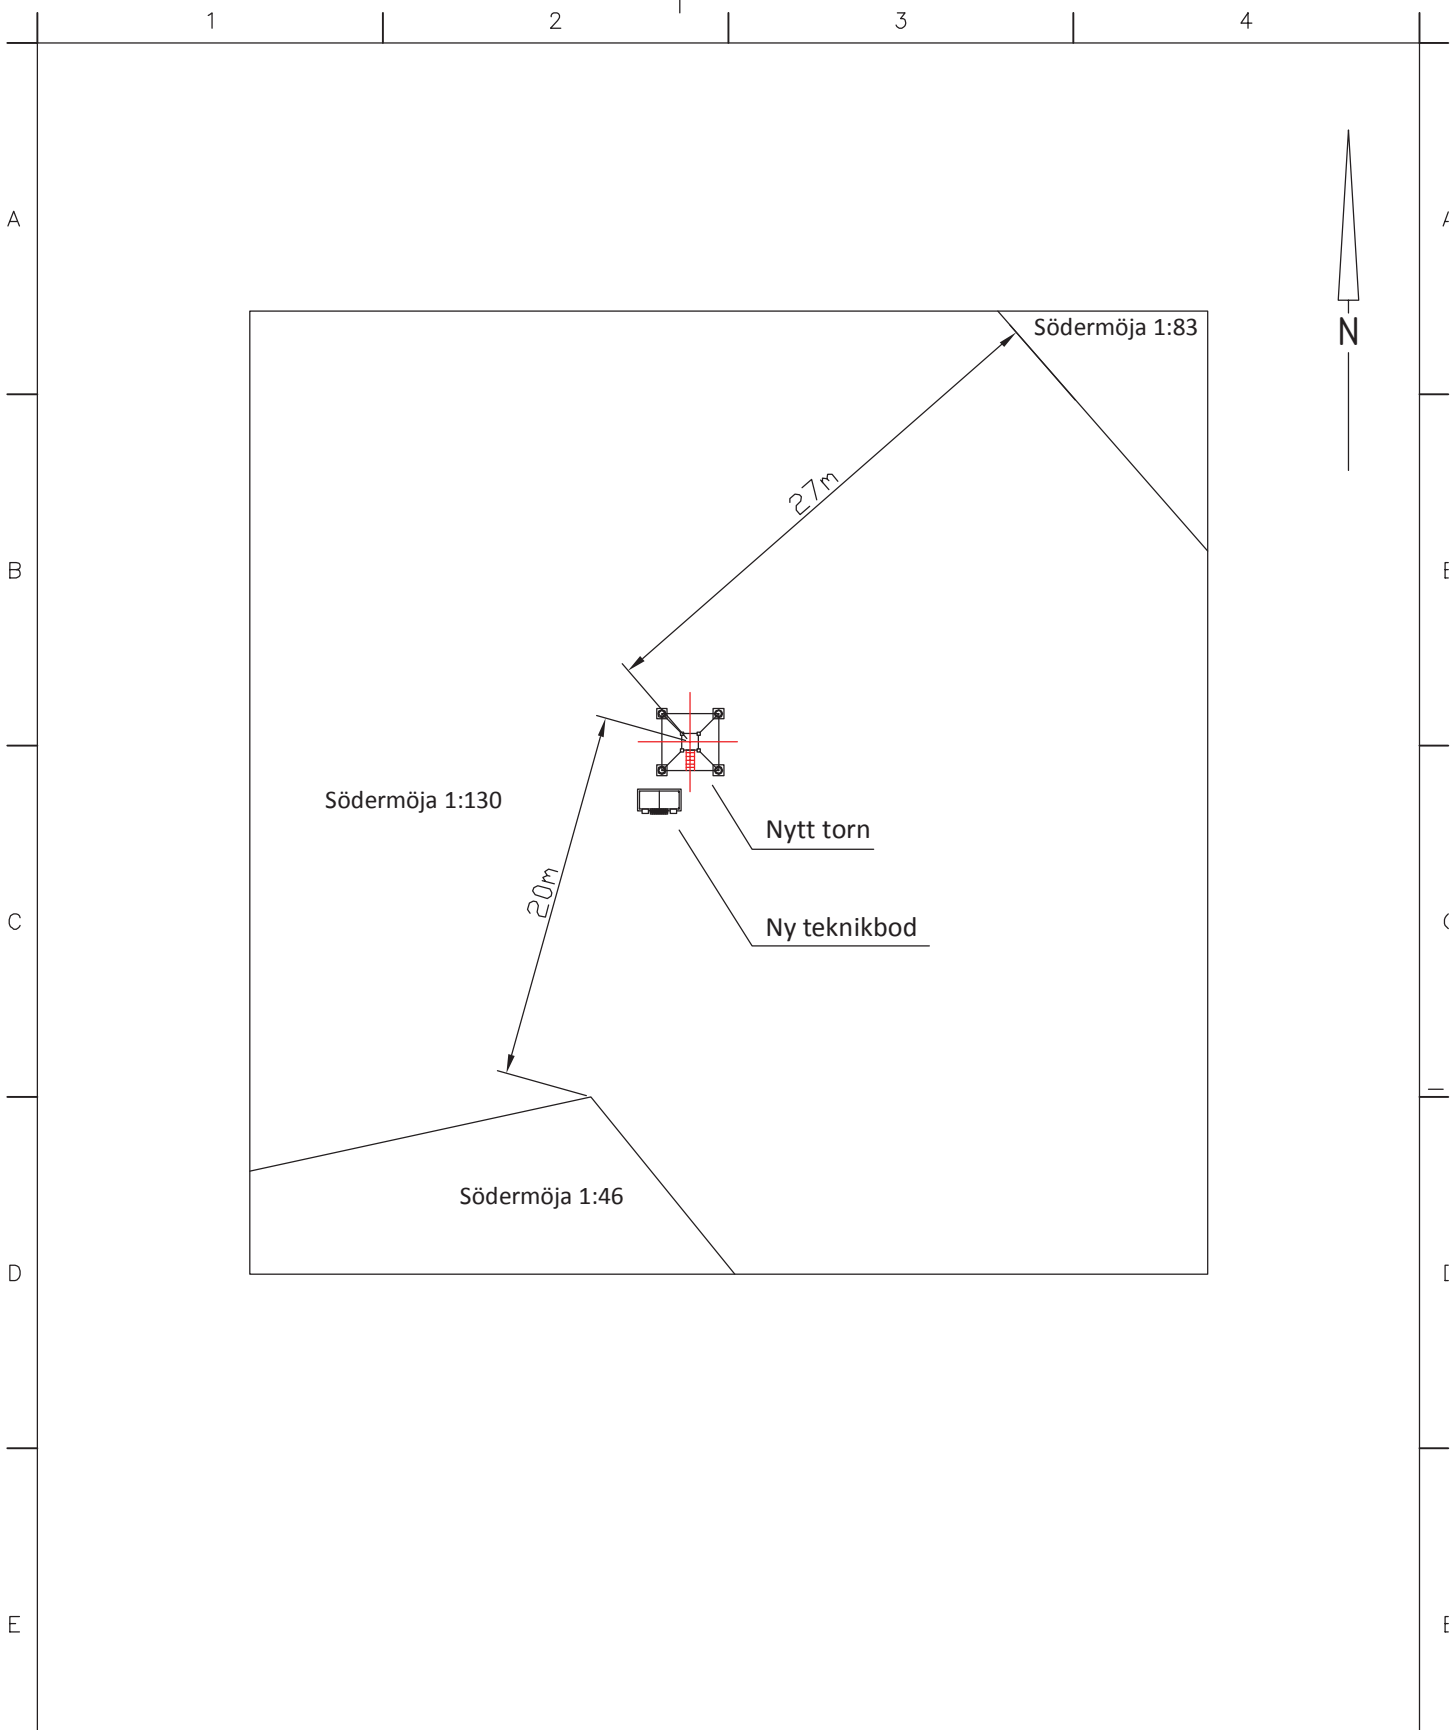 1 2 3 4
A
Södermöja 1:83
N
27m
B
Södermöja 1:130
Nytt torn
20m
C
Ny teknikbod
Södermöja 1:46
D
E